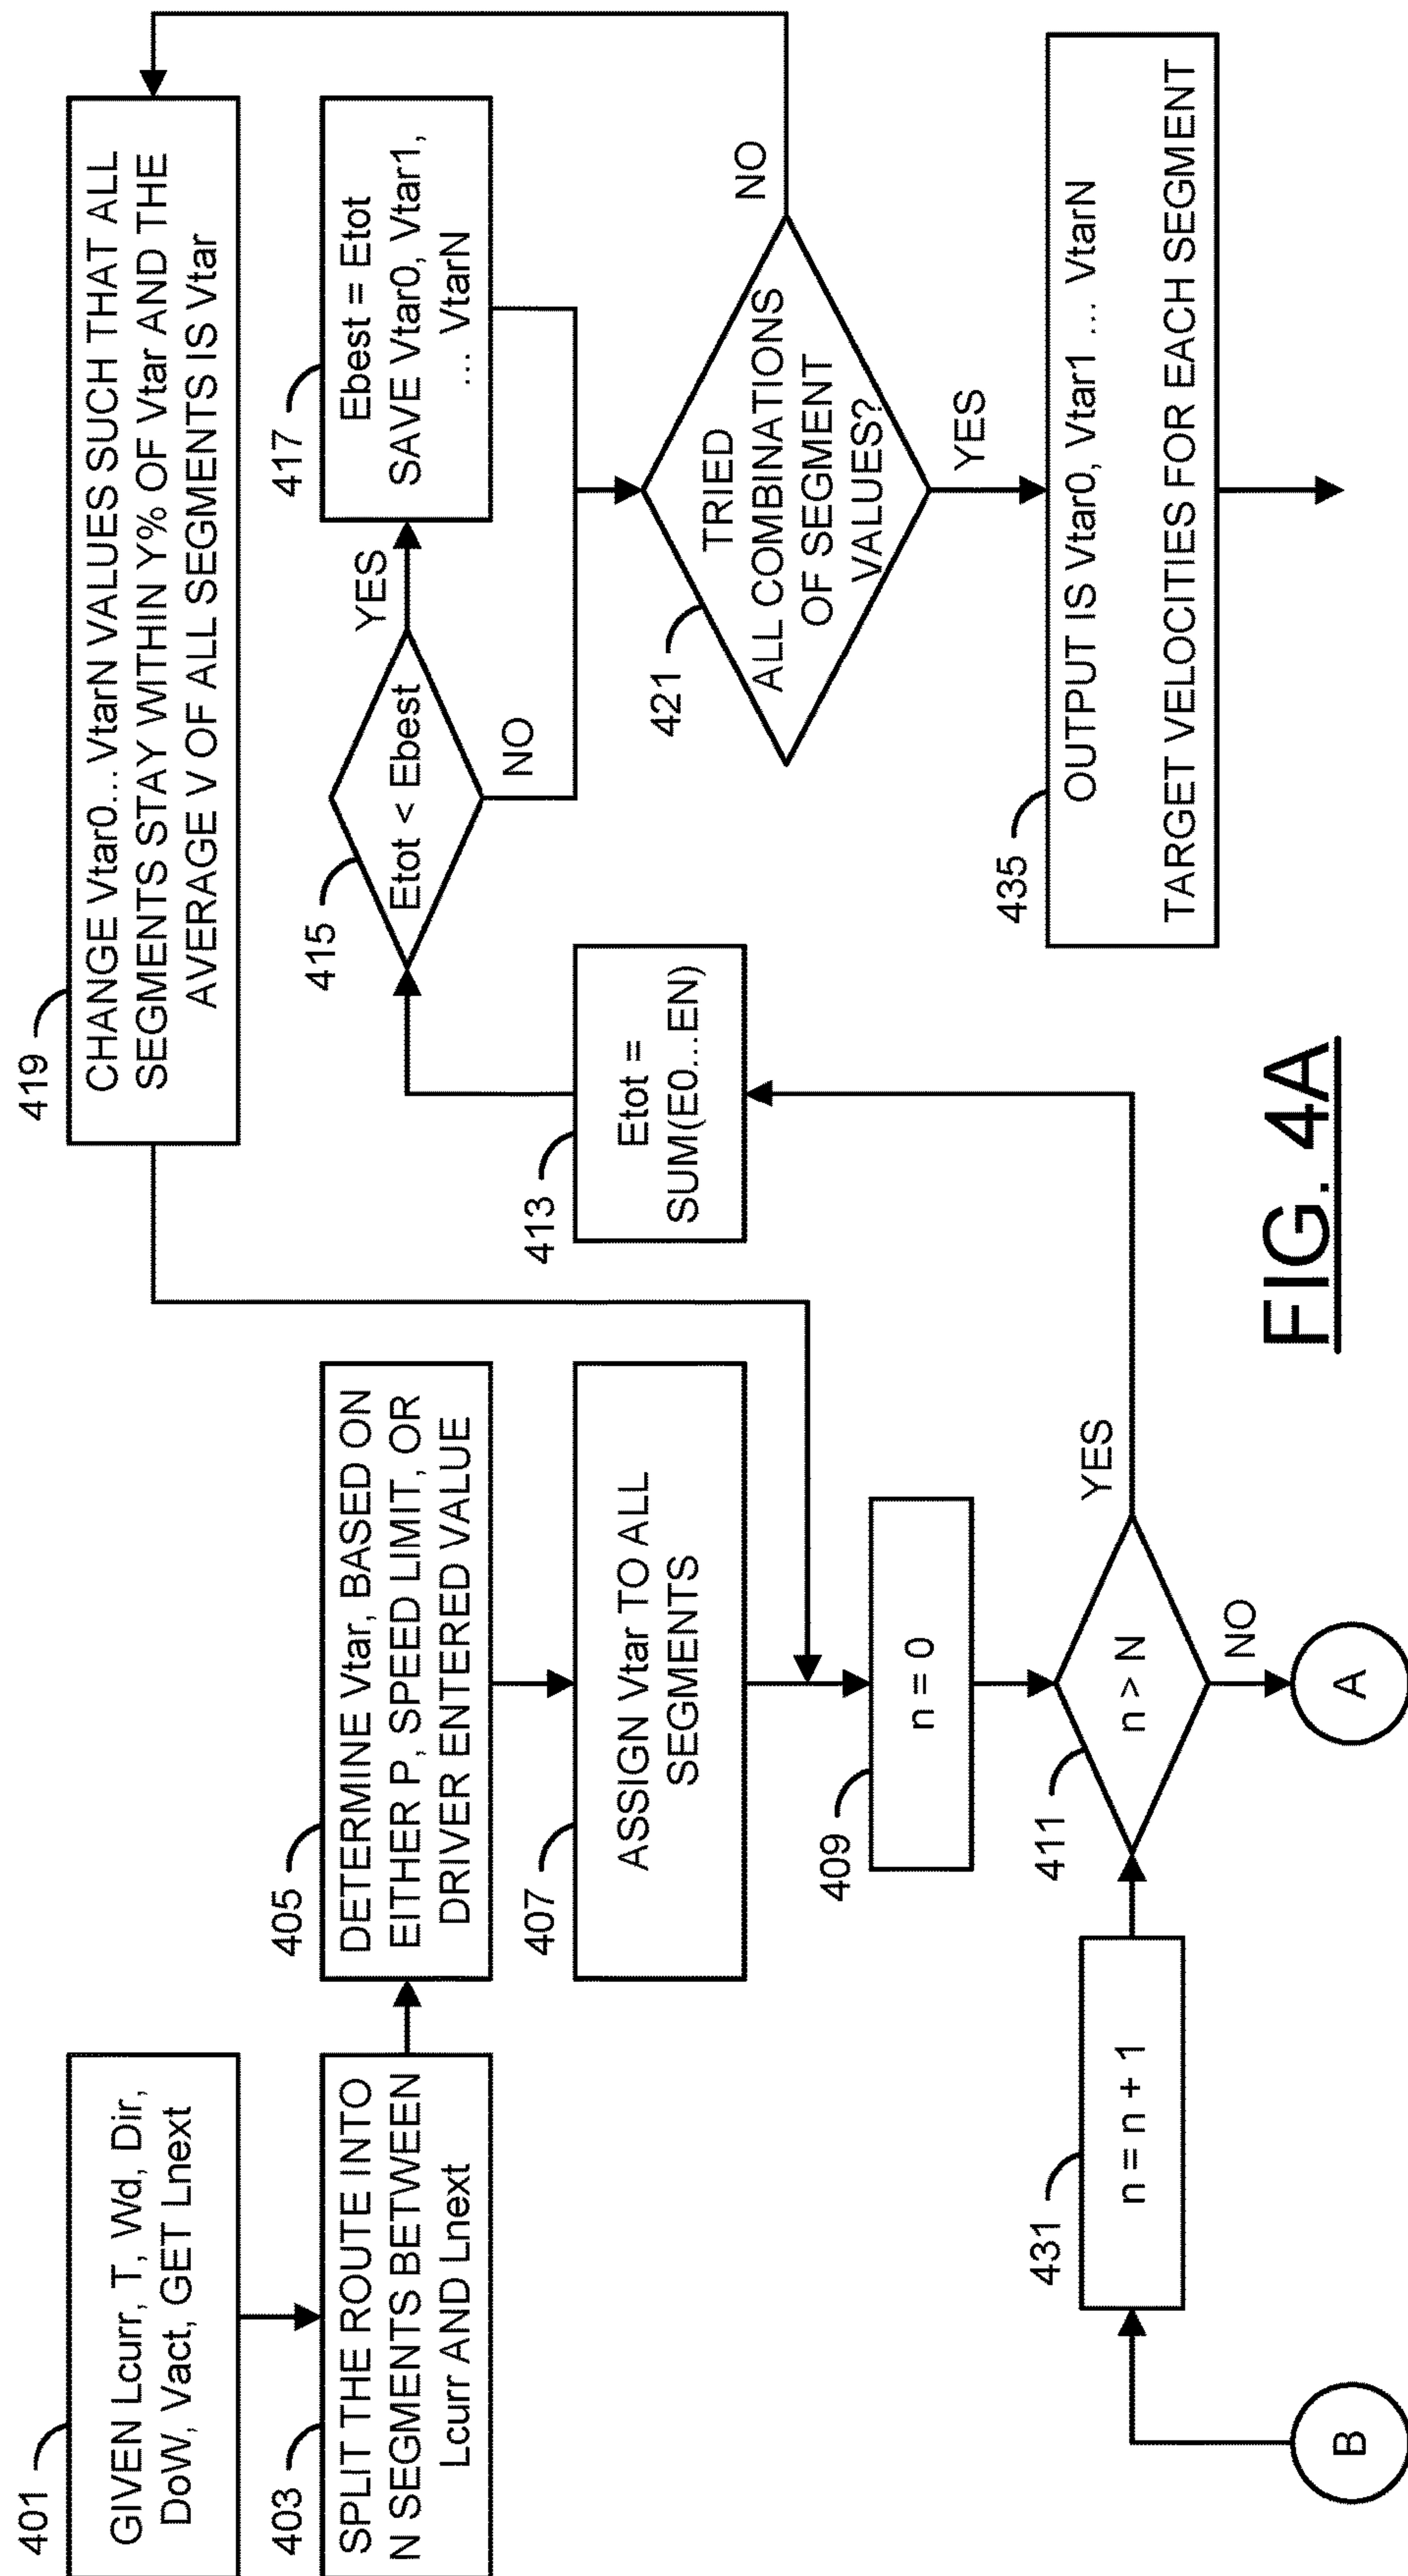 401
GIVEN Lcurr, T, Wd, Dir,
DoW, Vact, GET Lnext
403
SPLIT THE ROUTE INTO
N SEGMENTS BETWEEN
Lcurr AND Lnext
405
DETERMINE Vtar, BASED ON
EITHER P, SPEED LIMIT, OR
DRIVER ENTERED VALUE
407
ASSIGN Vtar TO ALL
SEGMENTS
409
n = 0
411
n > N
YES
NO
A
B
431
n = n + 1
413
Etot =
SUM(E0...EN)
415
Etot < Ebest
YES
NO
417
Ebest = Etot
SAVE Vtar0, Vtar1,
... VtarN
419
CHANGE Vtar0...VtarN VALUES SUCH THAT ALL
SEGMENTS STAY WITHIN Y% OF Vtar AND THE
AVERAGE V OF ALL SEGMENTS IS Vtar
421
TRIED
ALL COMBINATIONS
OF SEGMENT
VALUES?
NO
YES
435
OUTPUT IS Vtar0, Vtar1 ... VtarN
TARGET VELOCITIES FOR EACH SEGMENT
FIG. 4A